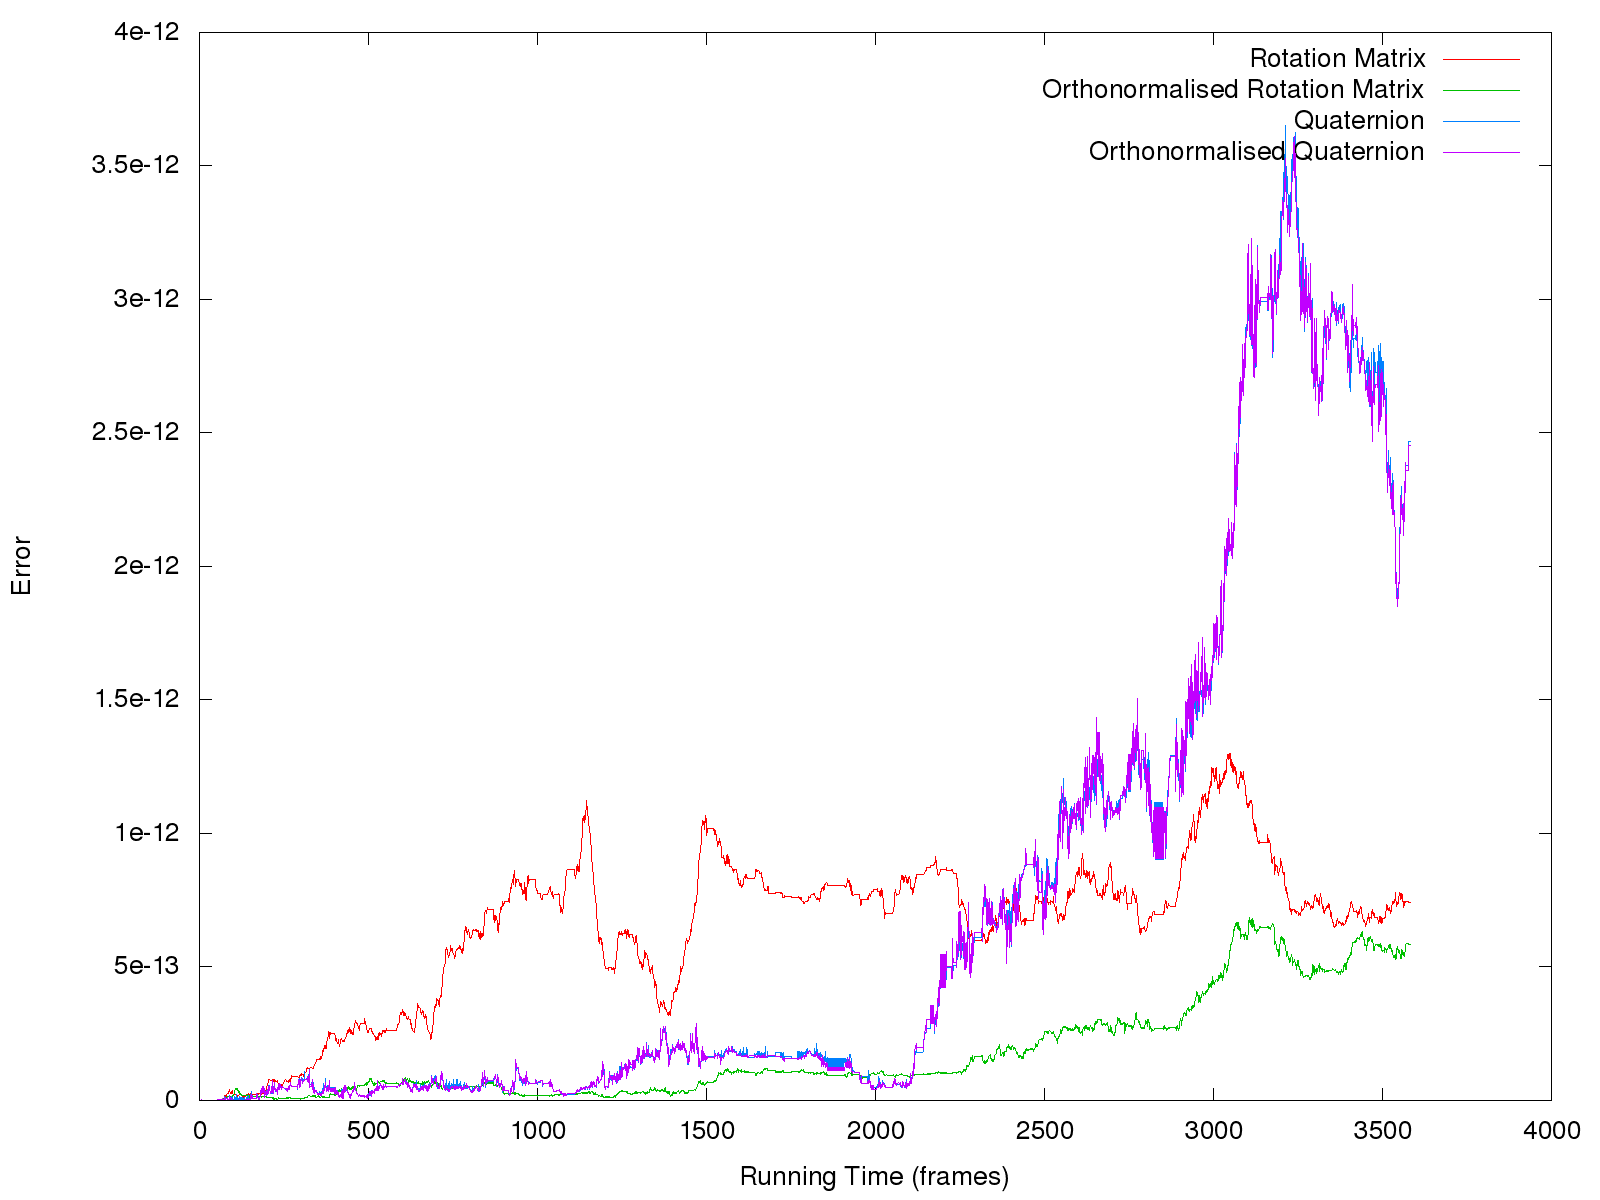 4e-12
3.5e-12
3e-12
2.5e-12
2e-12
1.5e-12
1e-12
5e-13
0
Error
Rotation Matrix
Orthonormalised Rotation Matrix
Quaternion
Orthonormalised Quaternion
0 500 1000 1500 2000 2500 3000 3500 4000
Running Time (frames)